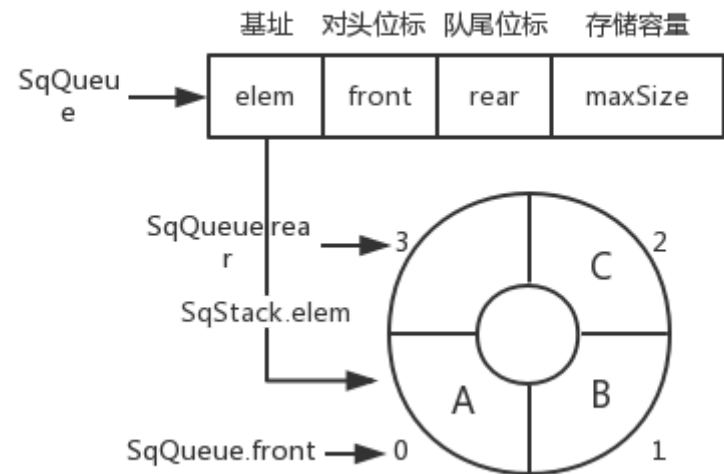 基址 对头位标 队尾位标 存储容量
SqQueu
e
elem front rear maxSize
SqQueue.rea
r
3
2
C
SqStack.elem
A
B
SqQueue.front
0
1